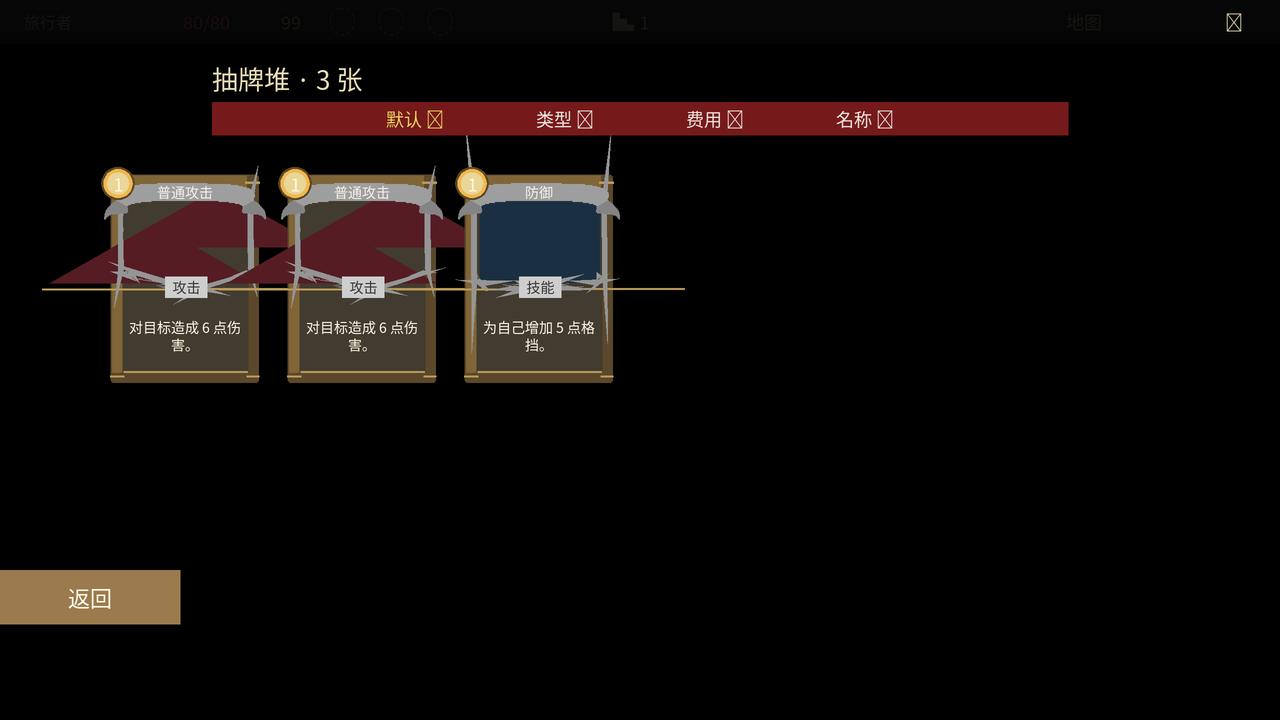 旅行者 80/80 99 1 地图
抽牌堆 · 3 张
默认 类型 费用 名称
1 普通攻击
攻击
对目标造成 6 点伤
害。
1 普通攻击
攻击
对目标造成 6 点伤
害。
1 防御
技能
为自己增加 5 点格
挡。
返回